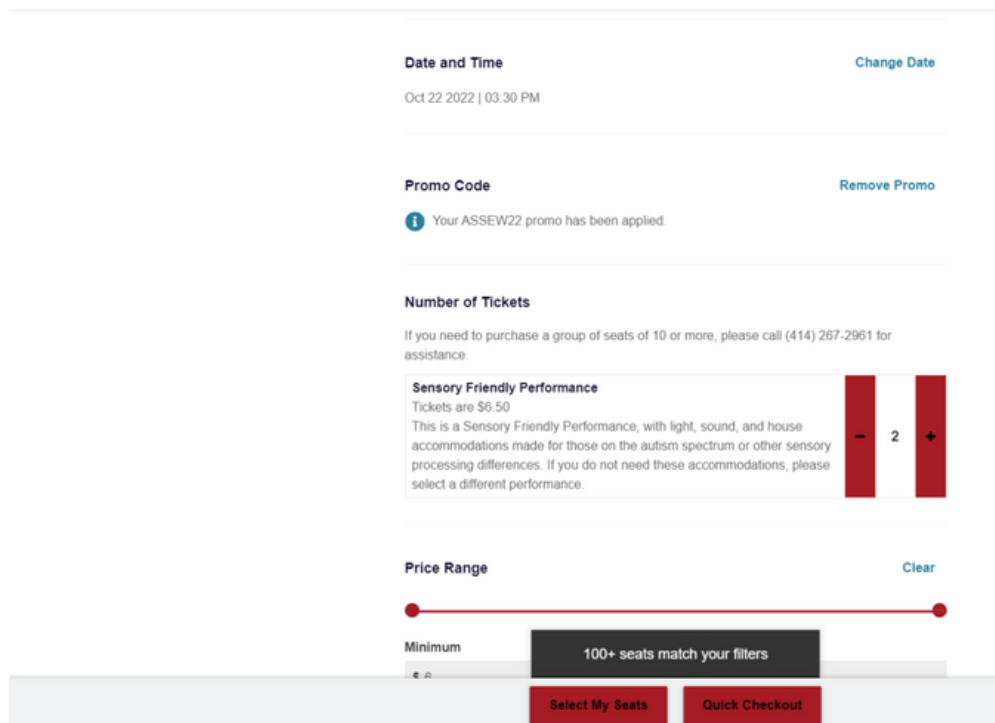 Date and Time
Change Date
Oct 22 2022 | 03:30 PM
Promo Code
Remove Promo
i Your ASSEW22 promo has been applied.
Number of Tickets
If you need to purchase a group of seats of 10 or more, please call (414) 267-2961 for
assistance.
Sensory Friendly Performance
Tickets are $6.50
This is a Sensory Friendly Performance, with light, sound, and house
accommodations made for those on the autism spectrum or other sensory
processing differences. If you do not need these accommodations, please
select a different performance.
− 2 +
Price Range
Clear
Minimum
100+ seats match your filters
$ 6
Select My Seats
Quick Checkout